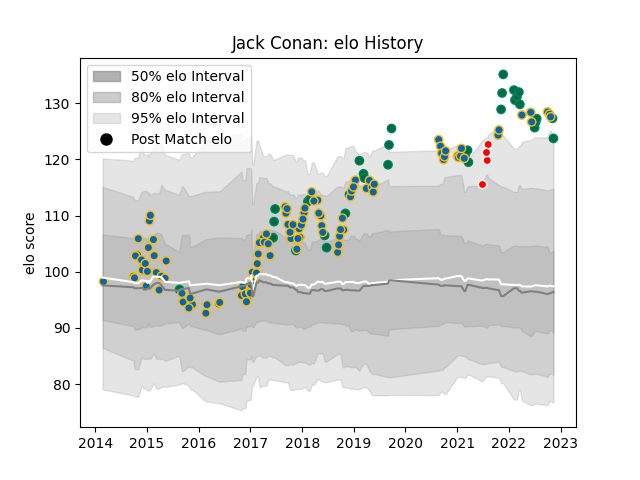 Jack Conan: elo History
50% elo Interval
80% elo Interval
95% elo Interval
Post Match elo
elo score
130
120
110
100
90
80
2014 2015 2016 2017 2018 2019 2020 2021 2022 2023